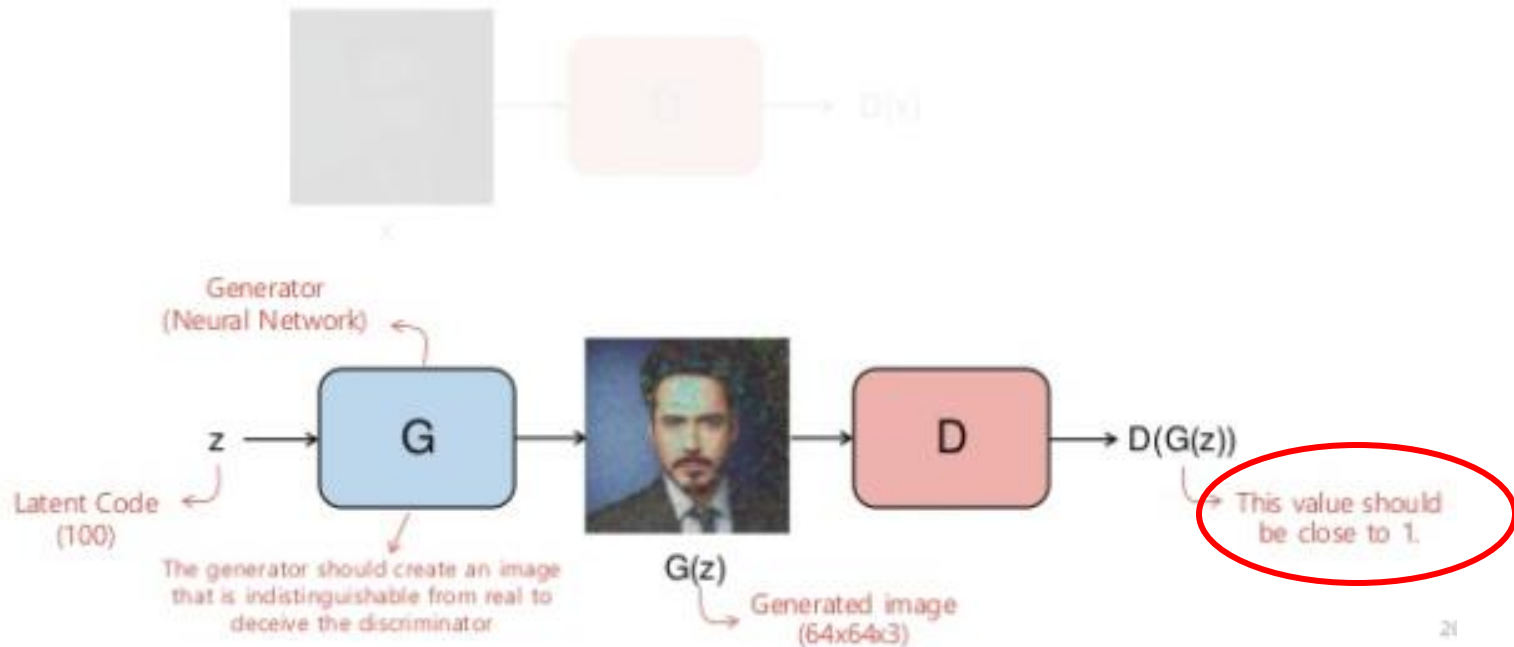 D
D(x)
x
Generator
(Neural Network)
z
G
D
D(G(z))
Latent Code
(100)
This value should
be close to 1.
The generator should create an image
that is indistinguishable from real to
deceive the discriminator
G(z)
Generated image
(64x64x3)